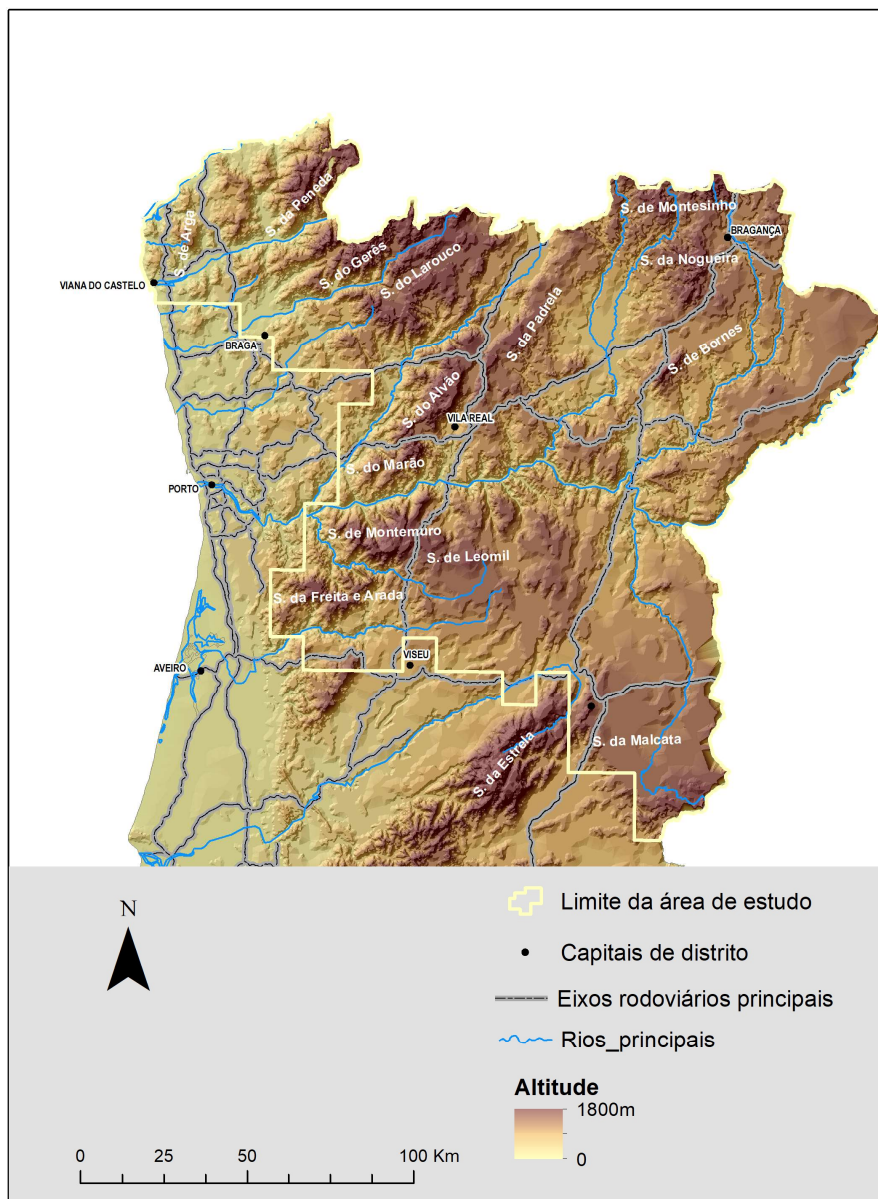 S. da Peneda
S. de Arga
S. de Montesinho
BRAGANÇA
S. do Gerês
S. do Larouco
S. da Nogueira
VIANA DO CASTELO
S. da Padrela
BRAGA
S. de Bornes
S. do Alvão
VILA REAL
S. do Marão
PORTO
S. de Montemuro
S. de Leomil
S. da Freita e Arada
VISEU
AVEIRO
S. da Malcata
S. da Estrela
N
Limite da área de estudo
Capitais de distrito
Eixos rodoviários principais
Rios_principais
Altitude
1800m
0
0 25 50 100 Km